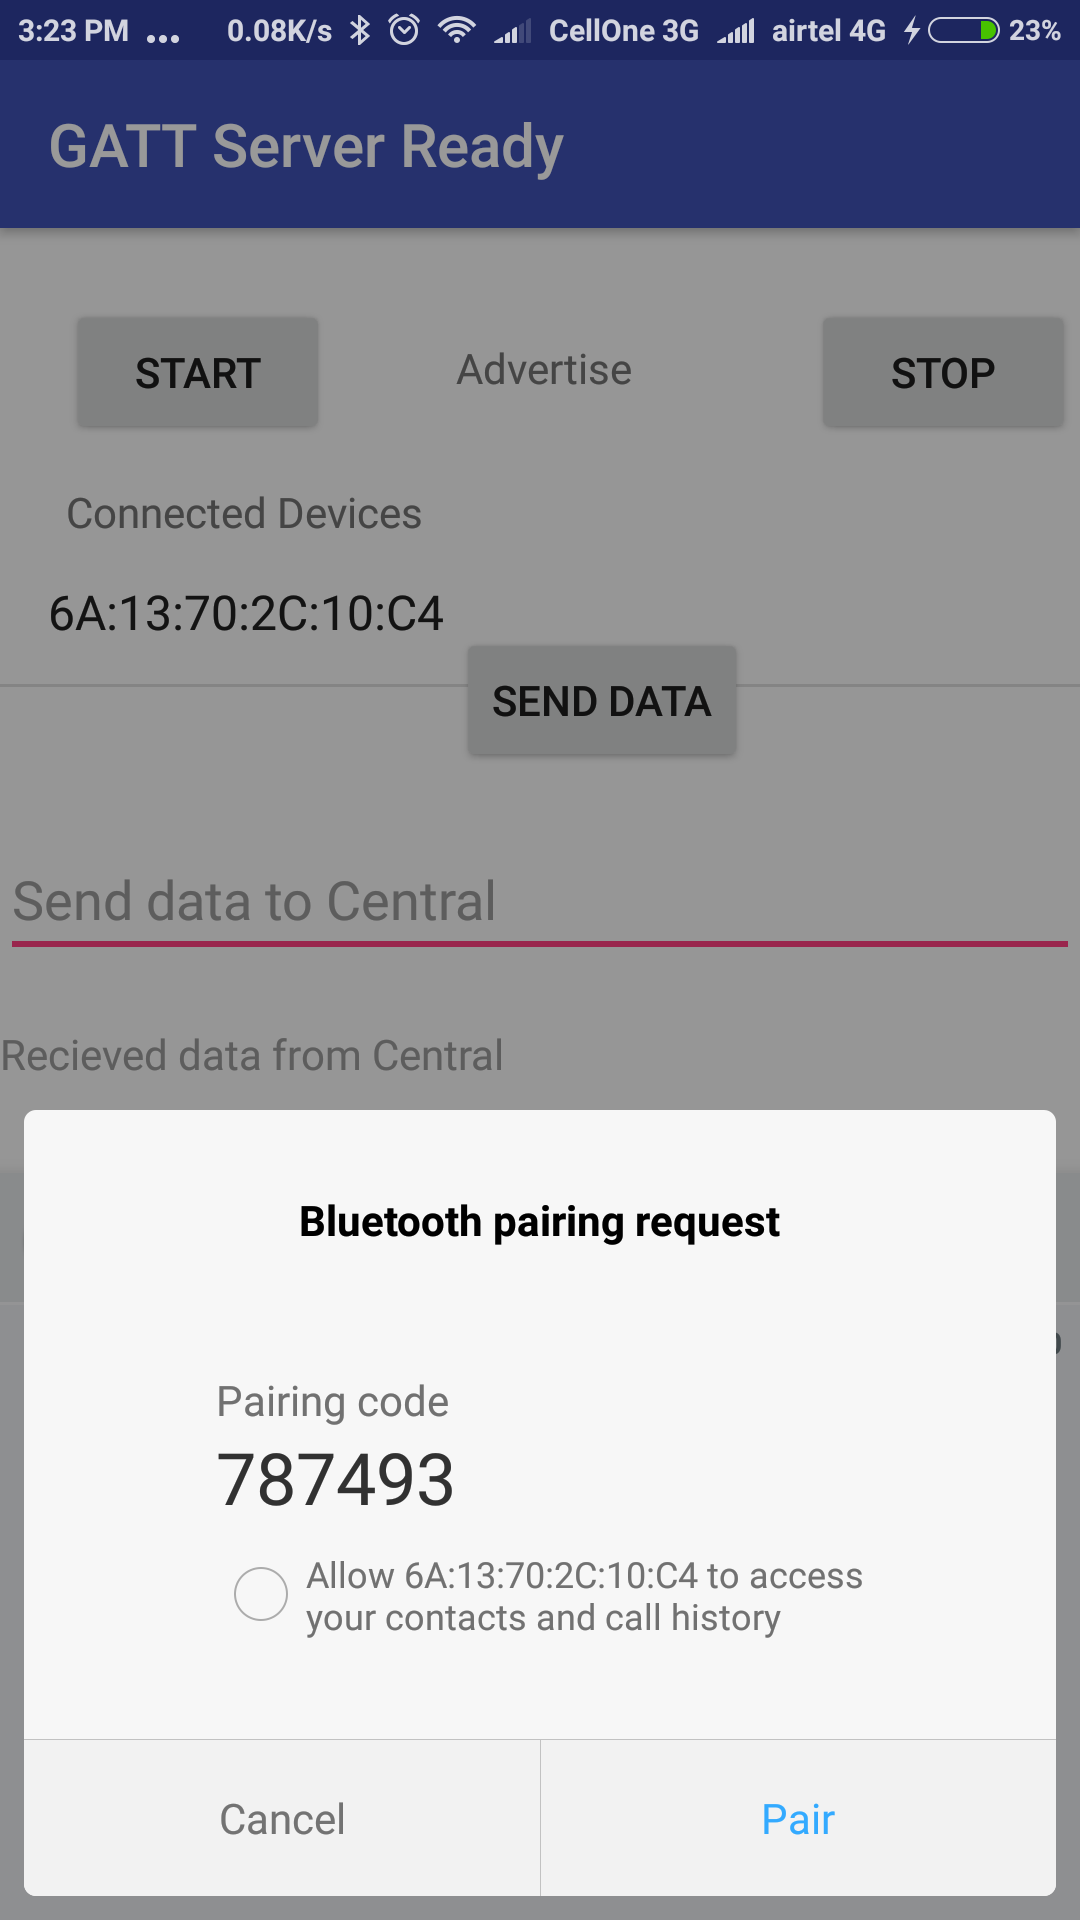 3:23 PM ... 0.08K/s CellOne 3G airtel 4G 23%
GATT Server Ready
START Advertise STOP
Connected Devices
6A:13:70:2C:10:C4
SEND DATA
Send data to Central
Recieved data from Central
Bluetooth pairing request
Pairing code
787493
Allow 6A:13:70:2C:10:C4 to access
your contacts and call history
Cancel Pair